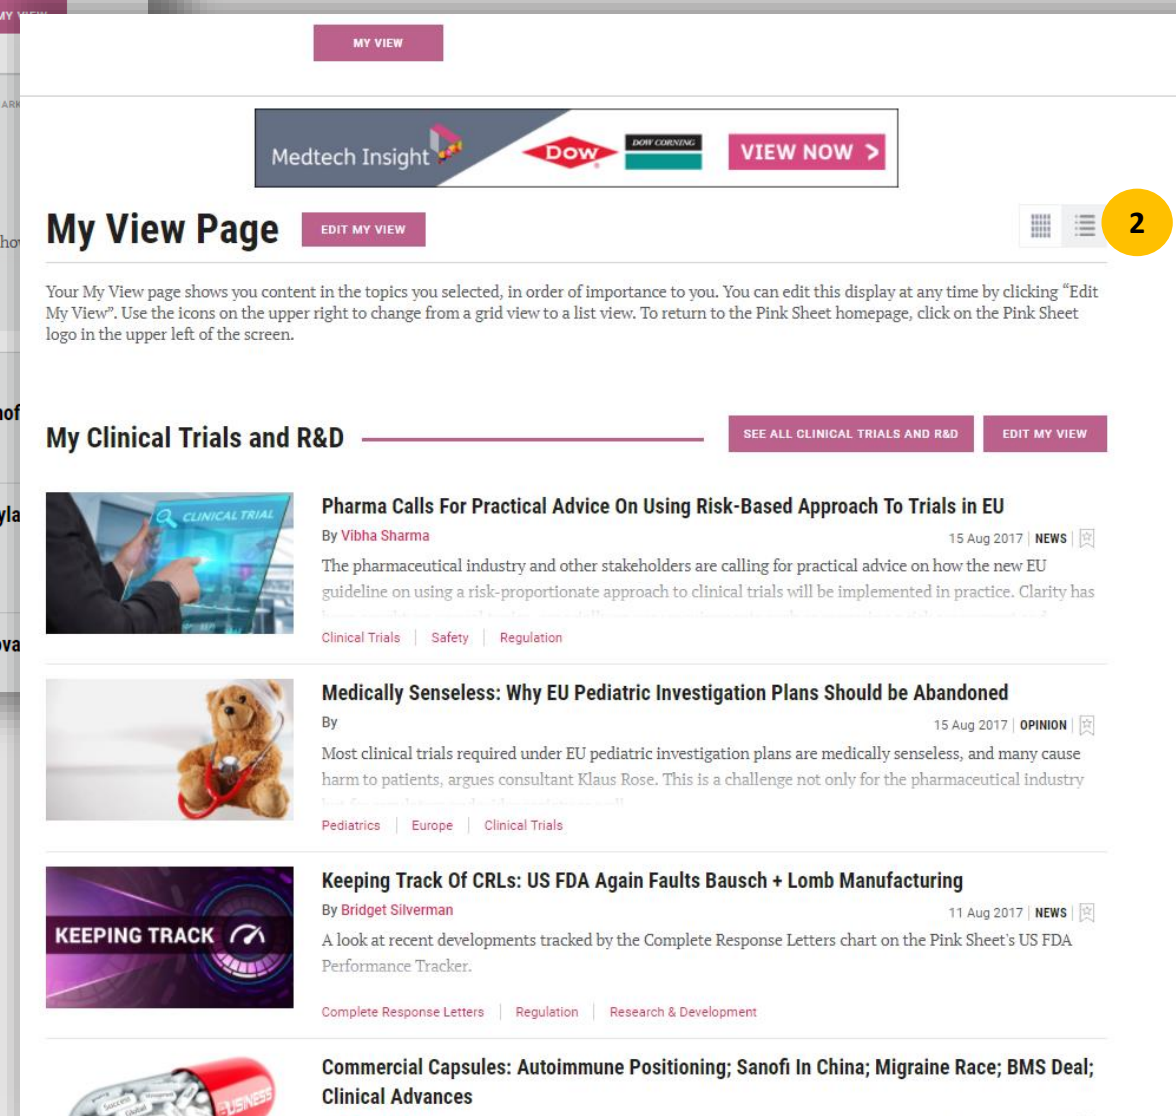 MY VIEW
MY VIEW
Medtech Insight
DOW
DOW CORNING
VIEW NOW >
My View Page
EDIT MY VIEW
2
Your My View page shows you content in the topics you selected, in order of importance to you. You can edit this display at any time by clicking “Edit
My View”. Use the icons on the upper right to change from a grid view to a list view. To return to the Pink Sheet homepage, click on the Pink Sheet
logo in the upper left of the screen.
My Clinical Trials and R&D
SEE ALL CLINICAL TRIALS AND R&D
EDIT MY VIEW
CLINICAL TRIAL
Pharma Calls For Practical Advice On Using Risk-Based Approach To Trials in EU
By Vibha Sharma
15 Aug 2017 | NEWS |
The pharmaceutical industry and other stakeholders are calling for practical advice on how the new EU
guideline on using a risk-proportionate approach to clinical trials will be implemented in practice. Clarity has
Clinical Trials | Safety | Regulation
Medically Senseless: Why EU Pediatric Investigation Plans Should be Abandoned
By
15 Aug 2017 | OPINION |
Most clinical trials required under EU pediatric investigation plans are medically senseless, and many cause
harm to patients, argues consultant Klaus Rose. This is a challenge not only for the pharmaceutical industry
Pediatrics | Europe | Clinical Trials
KEEPING TRACK
Keeping Track Of CRLs: US FDA Again Faults Bausch + Lomb Manufacturing
By Bridget Silverman
11 Aug 2017 | NEWS |
A look at recent developments tracked by the Complete Response Letters chart on the Pink Sheet's US FDA
Performance Tracker.
Complete Response Letters | Regulation | Research & Development
Success
Global
BUSINESS
Commercial Capsules: Autoimmune Positioning; Sanofi In China; Migraine Race; BMS Deal;
Clinical Advances